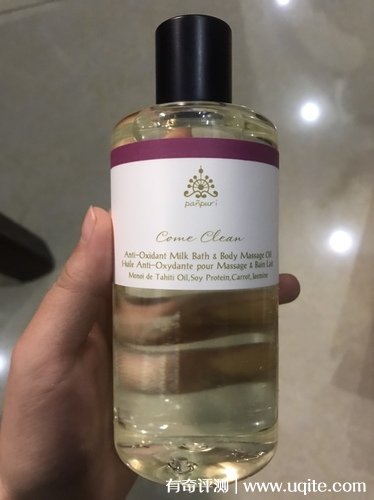 pañpuri
Come Clean
Anti-Oxidant Milk Bath & Body Massage Oil
Huile Anti-Oxydante pour Massage & Bain Lait
Monoi de Tahiti Oil,Soy Protein,Carrot,Jasmine
有奇评测 | www.uqite.com